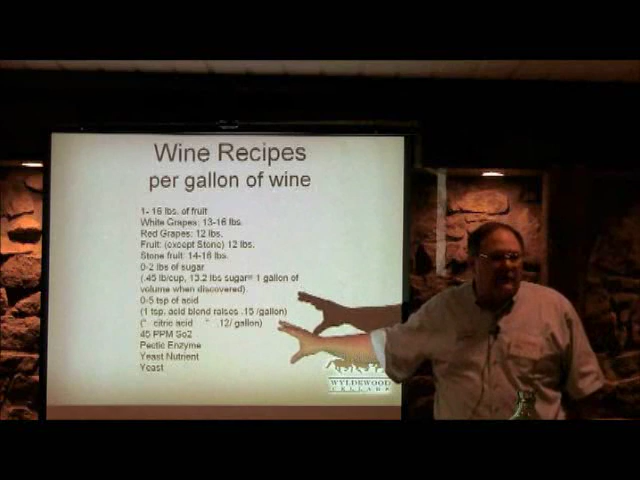 Wine Recipes
per gallon of wine
1- 16 lbs. of fruit
White Grapes: 13-16 lbs.
Red Grapes: 12 lbs.
Fruit: (except Stone) 12 lbs.
Stone fruit: 14-16 lbs.
0-2 lbs of sugar
(.45 lb/cup, 13.2 lbs sugar= 1 gallon of
volume when discovered).
0-5 tsp of acid
(1 tsp. acid blend raises .15 /gallon)
(" citric acid " .12/ gallon)
45 PPM So2
Pectic Enzyme
Yeast Nutrient
Yeast
WYLDEWOOD
CELLARS